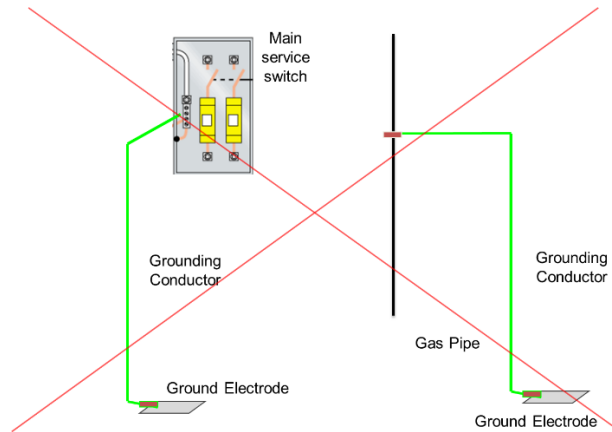 Main
service
switch
Grounding
Conductor
Ground Electrode
Gas Pipe
Grounding
Conductor
Ground Electrode